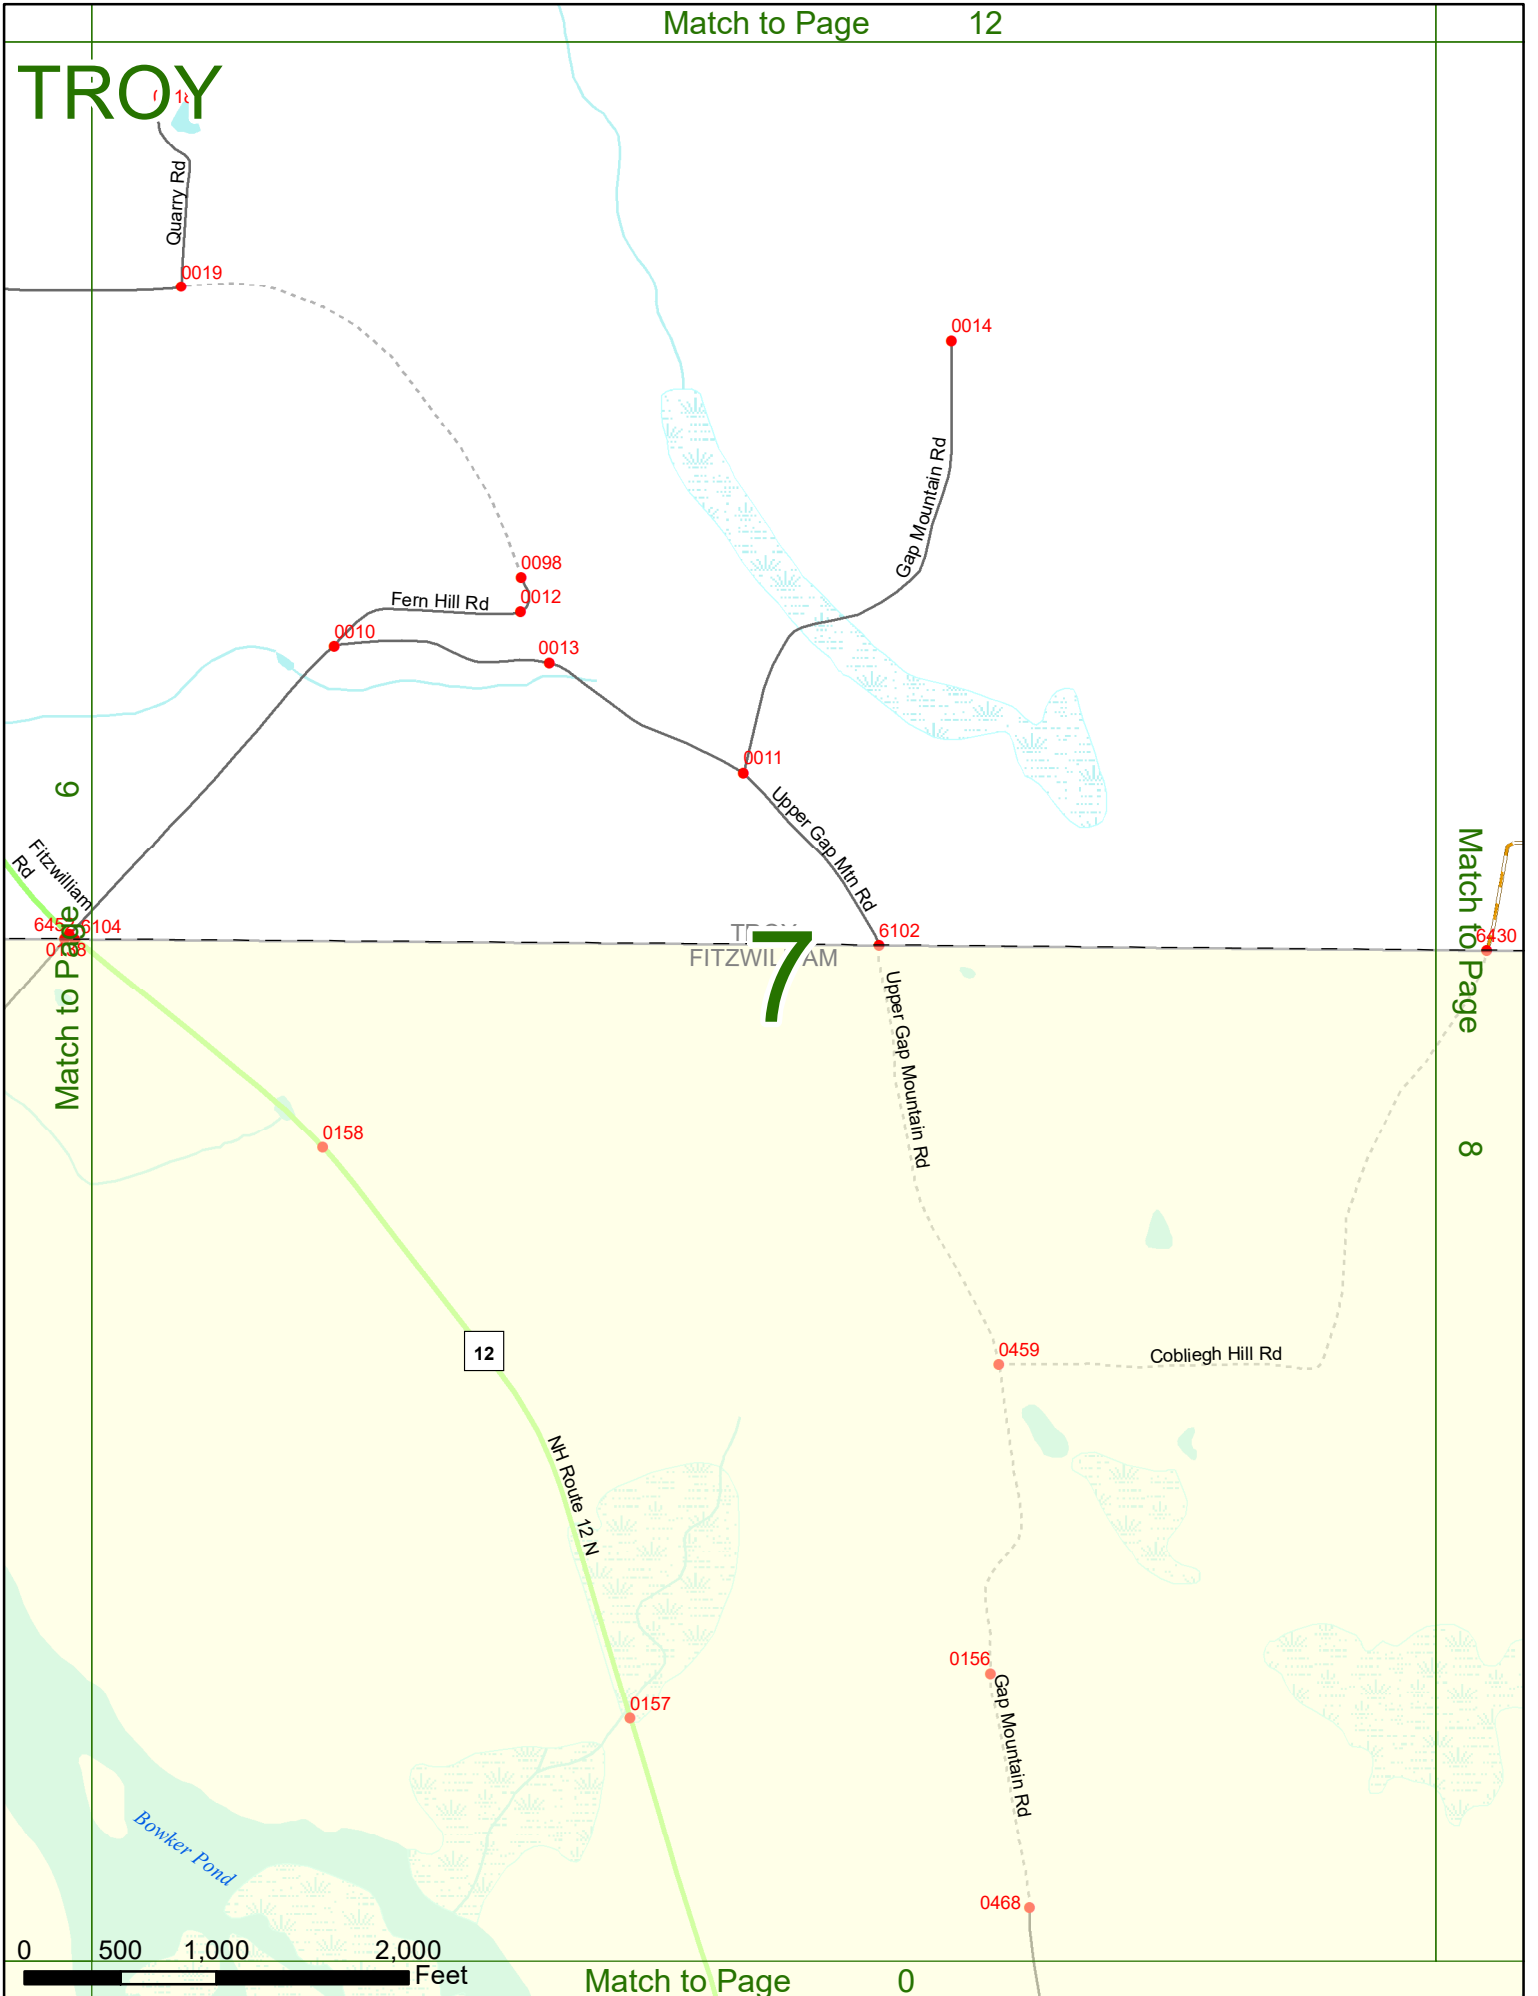 Match to Page 12
TROY
Quarry Rd
0019
0014
Gap Mountain Rd
0098
Fern Hill Rd
0012
0010
0013
0011
6
Upper Gap Mtn Rd
Fitzwilliam
Rd
Match to Page
6104
6102
6430
FITZWILLIAM
7
Match to Page
8
Upper Gap Mountain Rd
0158
12
0459
Cobliegh Hill Rd
NH Route 12 N
0156
Gap Mountain Rd
0157
Bowker Pond
0468
0 500 1,000 2,000
Feet
Match to Page 0